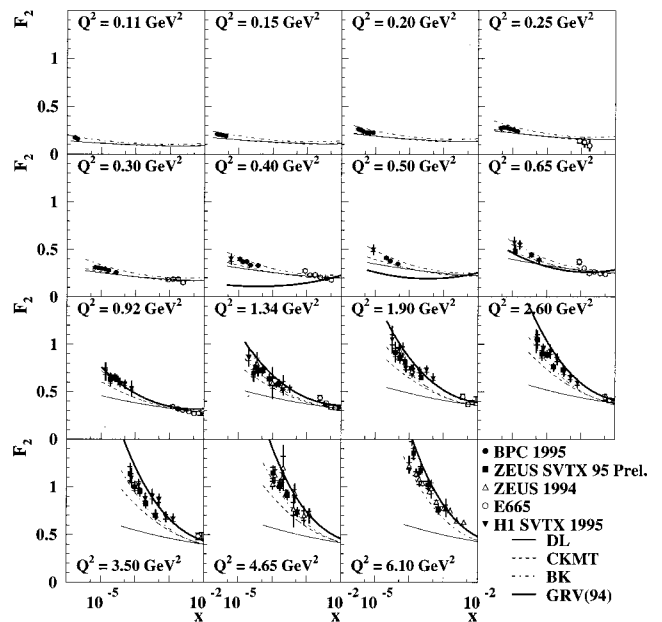 F2
Q² = 0.11 GeV² Q² = 0.15 GeV² Q² = 0.20 GeV² Q² = 0.25 GeV²
1
0.5
0
F2
Q² = 0.30 GeV² Q² = 0.40 GeV² Q² = 0.50 GeV² Q² = 0.65 GeV²
1
0.5
0
F2
Q² = 0.92 GeV² Q² = 1.34 GeV² Q² = 1.90 GeV² Q² = 2.60 GeV²
1
0.5
0
F2
1
0.5
0
Q² = 3.50 GeV² Q² = 4.65 GeV² Q² = 6.10 GeV²
10⁻⁵ 10⁻² 10⁻⁵ 10⁻² 10⁻⁵ 10⁻²
x x x
BPC 1995
ZEUS SVTX 95 Prel.
ZEUS 1994
E665
H1 SVTX 1995
DL
CKMT
BK
GRV(94)